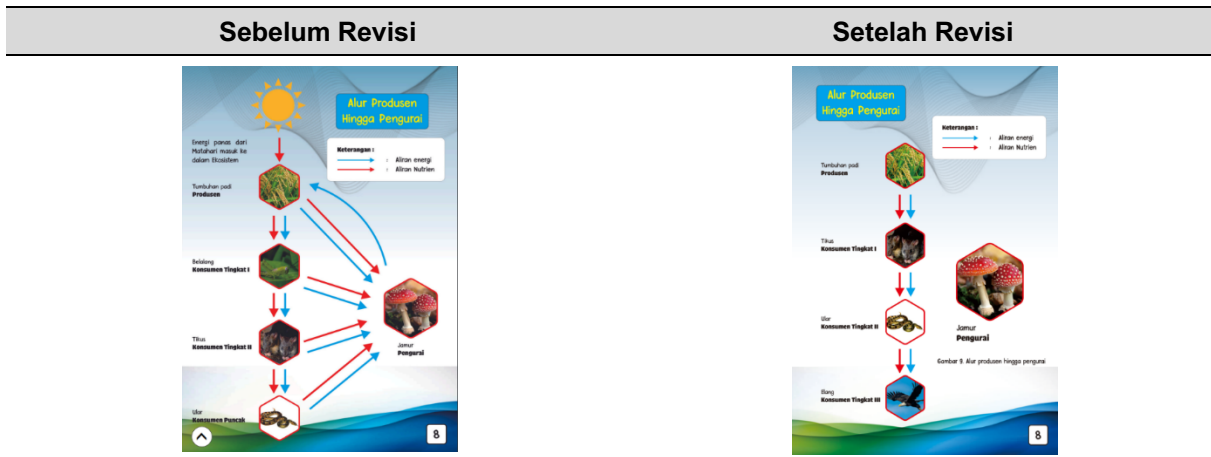 Sebelum Revisi
Setelah Revisi
Alur Produsen
Hingga Pengurai
Energi panas dari
Matahari masuk ke
dalam Ekosistem
Keterangan :
: Aliran energi
: Aliran Nutrien
Tumbuhan padi
Produsen
Belalang
Konsumen Tingkat I
Tikus
Konsumen Tingkat II
Jamur
Pengurai
Ular
Konsumen Puncak
8
Alur Produsen
Hingga Pengurai
Keterangan :
: Aliran energi
: Aliran Nutrien
Tumbuhan padi
Produsen
Tikus
Konsumen Tingkat I
Ular
Konsumen Tingkat II
Jamur
Pengurai
Gambar 9. Alur produsen hingga pengurai
Elang
Konsumen Tingkat III
8